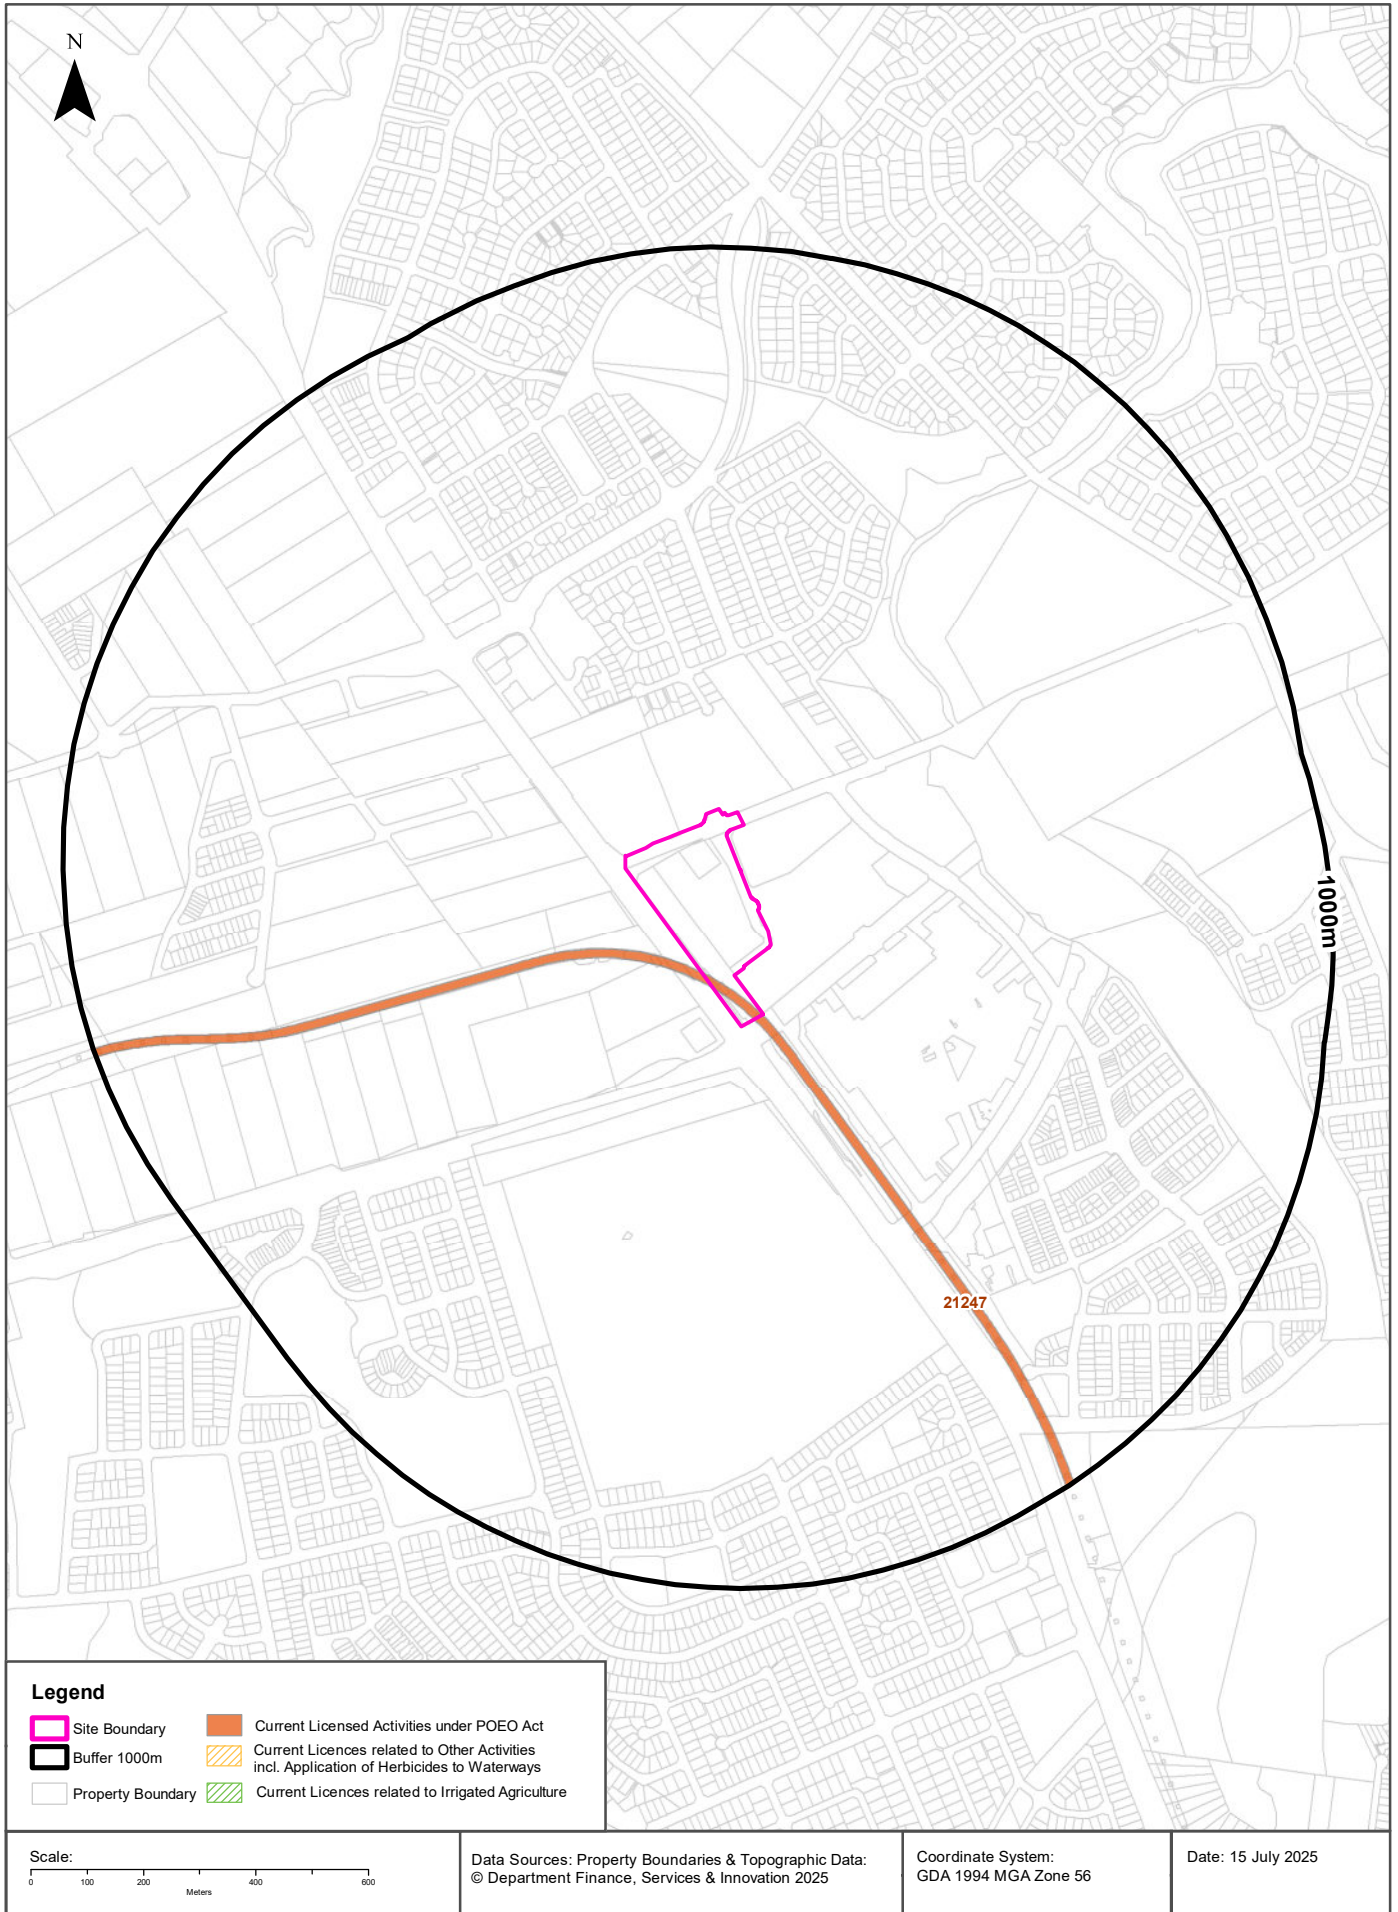 N
1000m
21247
Legend
Site Boundary
Buffer 1000m
Property Boundary
Current Licensed Activities under POEO Act
Current Licences related to Other Activities
incl. Application of Herbicides to Waterways
Current Licences related to Irrigated Agriculture
Scale:
0 100 200 400 600
Meters
Data Sources: Property Boundaries & Topographic Data:
© Department Finance, Services & Innovation 2025
Coordinate System:
GDA 1994 MGA Zone 56
Date: 15 July 2025